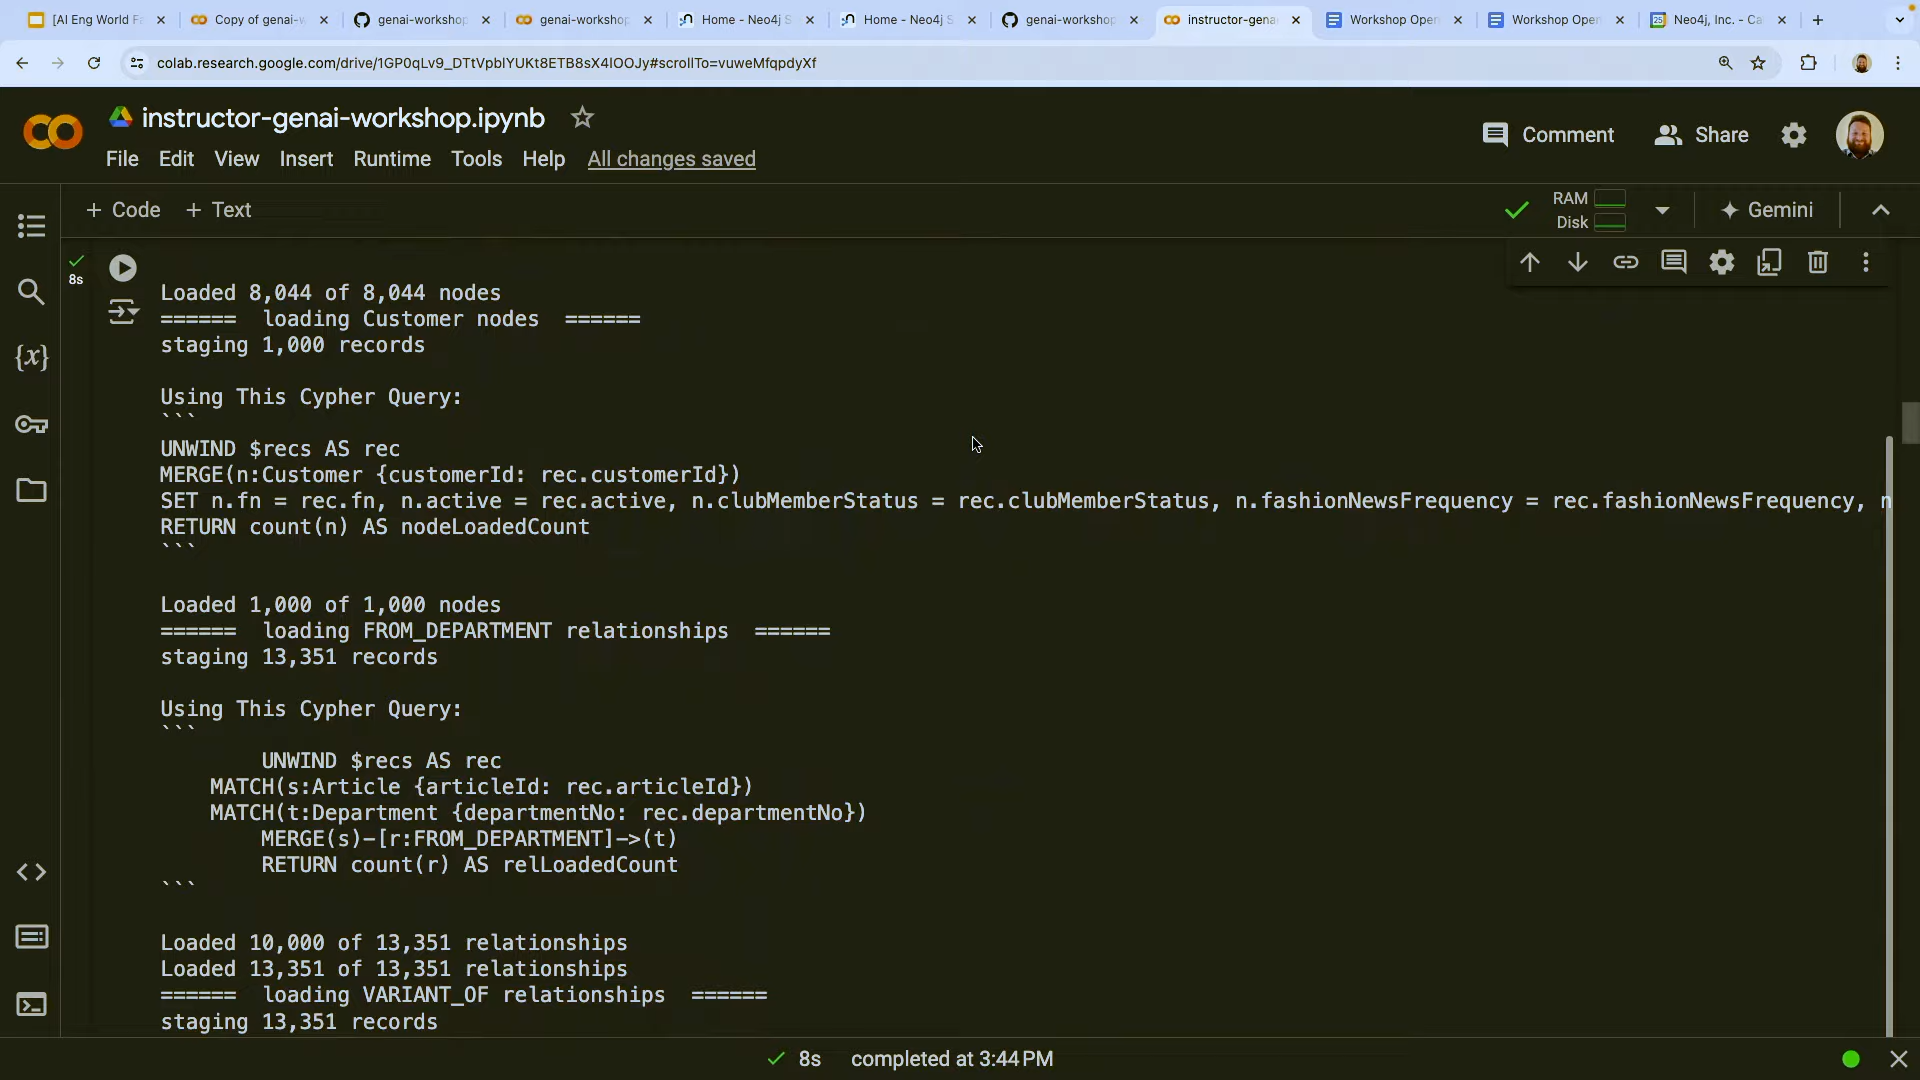 [AI Eng World Fa
Copy of genai-
genai-workshop
genai-workshop
Home - Neo4j S
Home - Neo4j S
genai-workshop
instructor-gena
Workshop Oper
Workshop Oper
Neo4j, Inc. - Ca
colab.research.google.com/drive/1GP0qLv9_DTtVpblYUKt8ETB8sX4IOOJy#scrollTo=vuweMfqpdyXf
instructor-genai-workshop.ipynb
Comment
Share
File Edit View Insert Runtime Tools Help All changes saved
+ Code + Text
RAM
Disk
Gemini
8s
Loaded 8,044 of 8,044 nodes
====== loading Customer nodes ======
staging 1,000 records
Using This Cypher Query:
```
UNWIND $recs AS rec
MERGE(n:Customer {customerId: rec.customerId})
SET n.fn = rec.fn, n.active = rec.active, n.clubMemberStatus = rec.clubMemberStatus, n.fashionNewsFrequency = rec.fashionNewsFrequency, n
RETURN count(n) AS nodeLoadedCount
```
Loaded 1,000 of 1,000 nodes
====== loading FROM_DEPARTMENT relationships ======
staging 13,351 records
Using This Cypher Query:
```
UNWIND $recs AS rec
MATCH(s:Article {articleId: rec.articleId})
MATCH(t:Department {departmentNo: rec.departmentNo})
MERGE(s)-[r:FROM_DEPARTMENT]->(t)
RETURN count(r) AS relLoadedCount
```
Loaded 10,000 of 13,351 relationships
Loaded 13,351 of 13,351 relationships
====== loading VARIANT_OF relationships ======
staging 13,351 records
8s completed at 3:44 PM